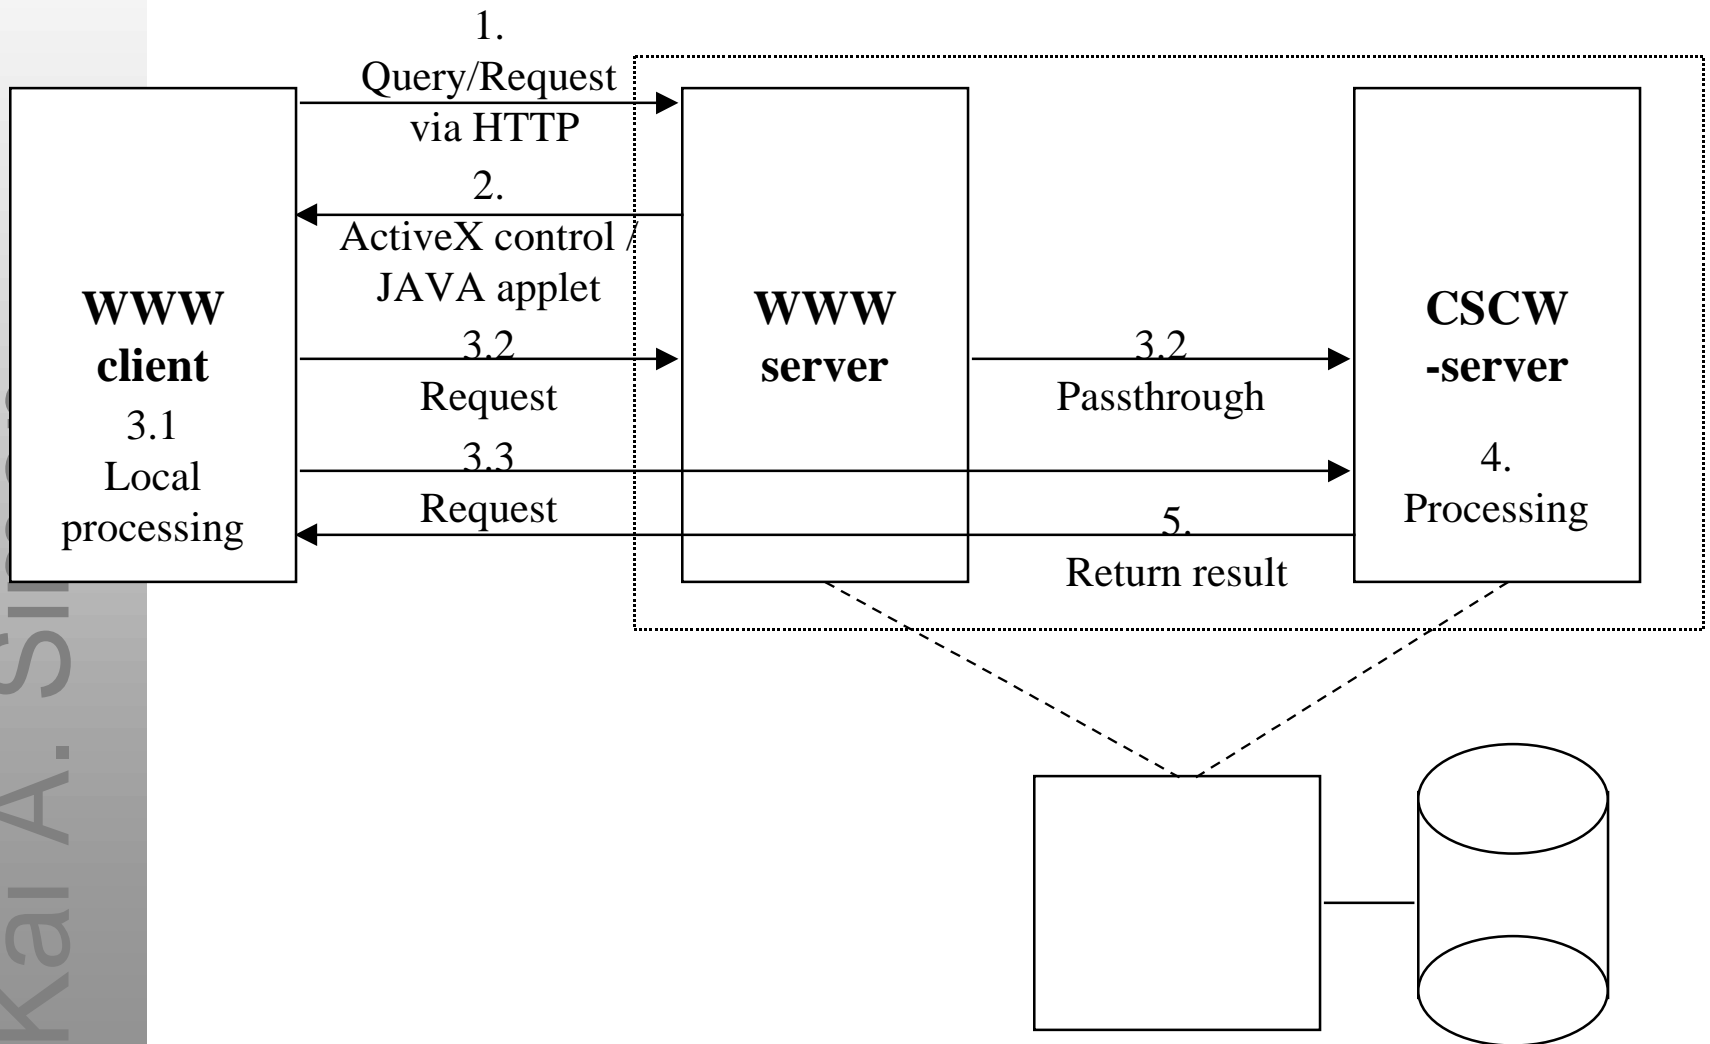 1.
Query/Request
via HTTP
2.
ActiveX control /
JAVA applet
WWW
client
3.1
Local
processing
3.2
Request
3.3
Request
WWW
server
3.2
Passthrough
5.
Return result
CSCW
-server
4.
Processing
Kai A.